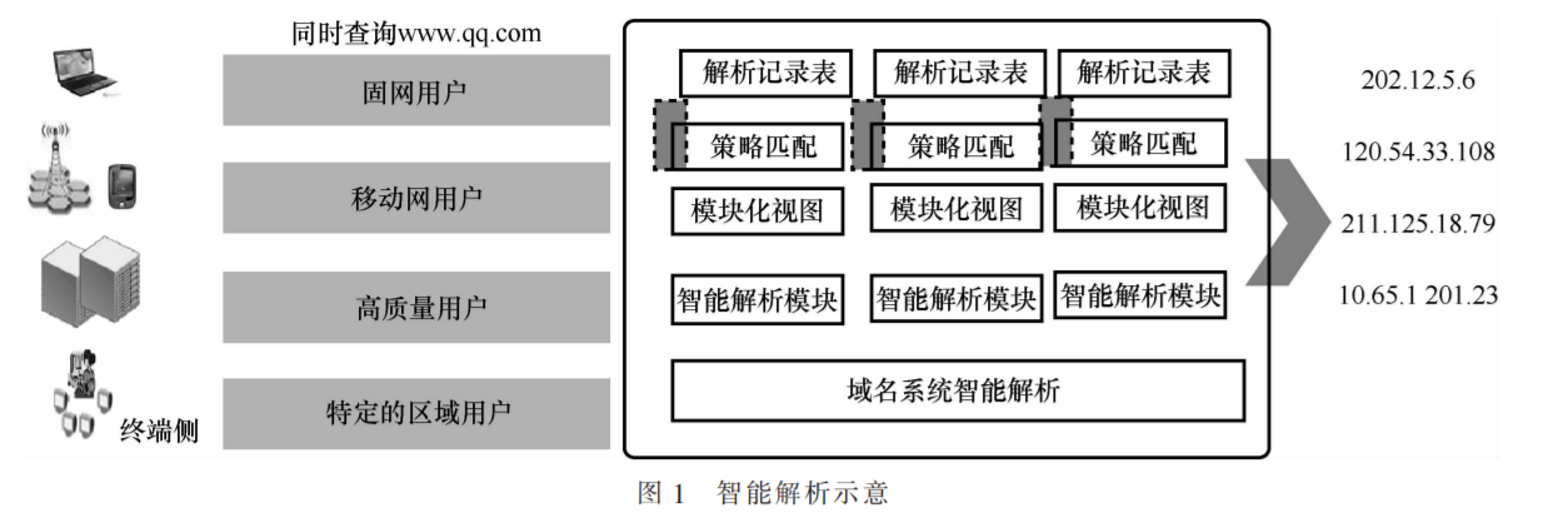 同时查询www.qq.com
固网用户
移动网用户
高质量用户
特定的区域用户
终端侧
解析记录表 解析记录表 解析记录表
策略匹配 策略匹配 策略匹配
模块化视图 模块化视图 模块化视图
智能解析模块 智能解析模块 智能解析模块
域名系统智能解析
202.12.5.6
120.54.33.108
211.125.18.79
10.65.1 201.23
图 1 智能解析示意